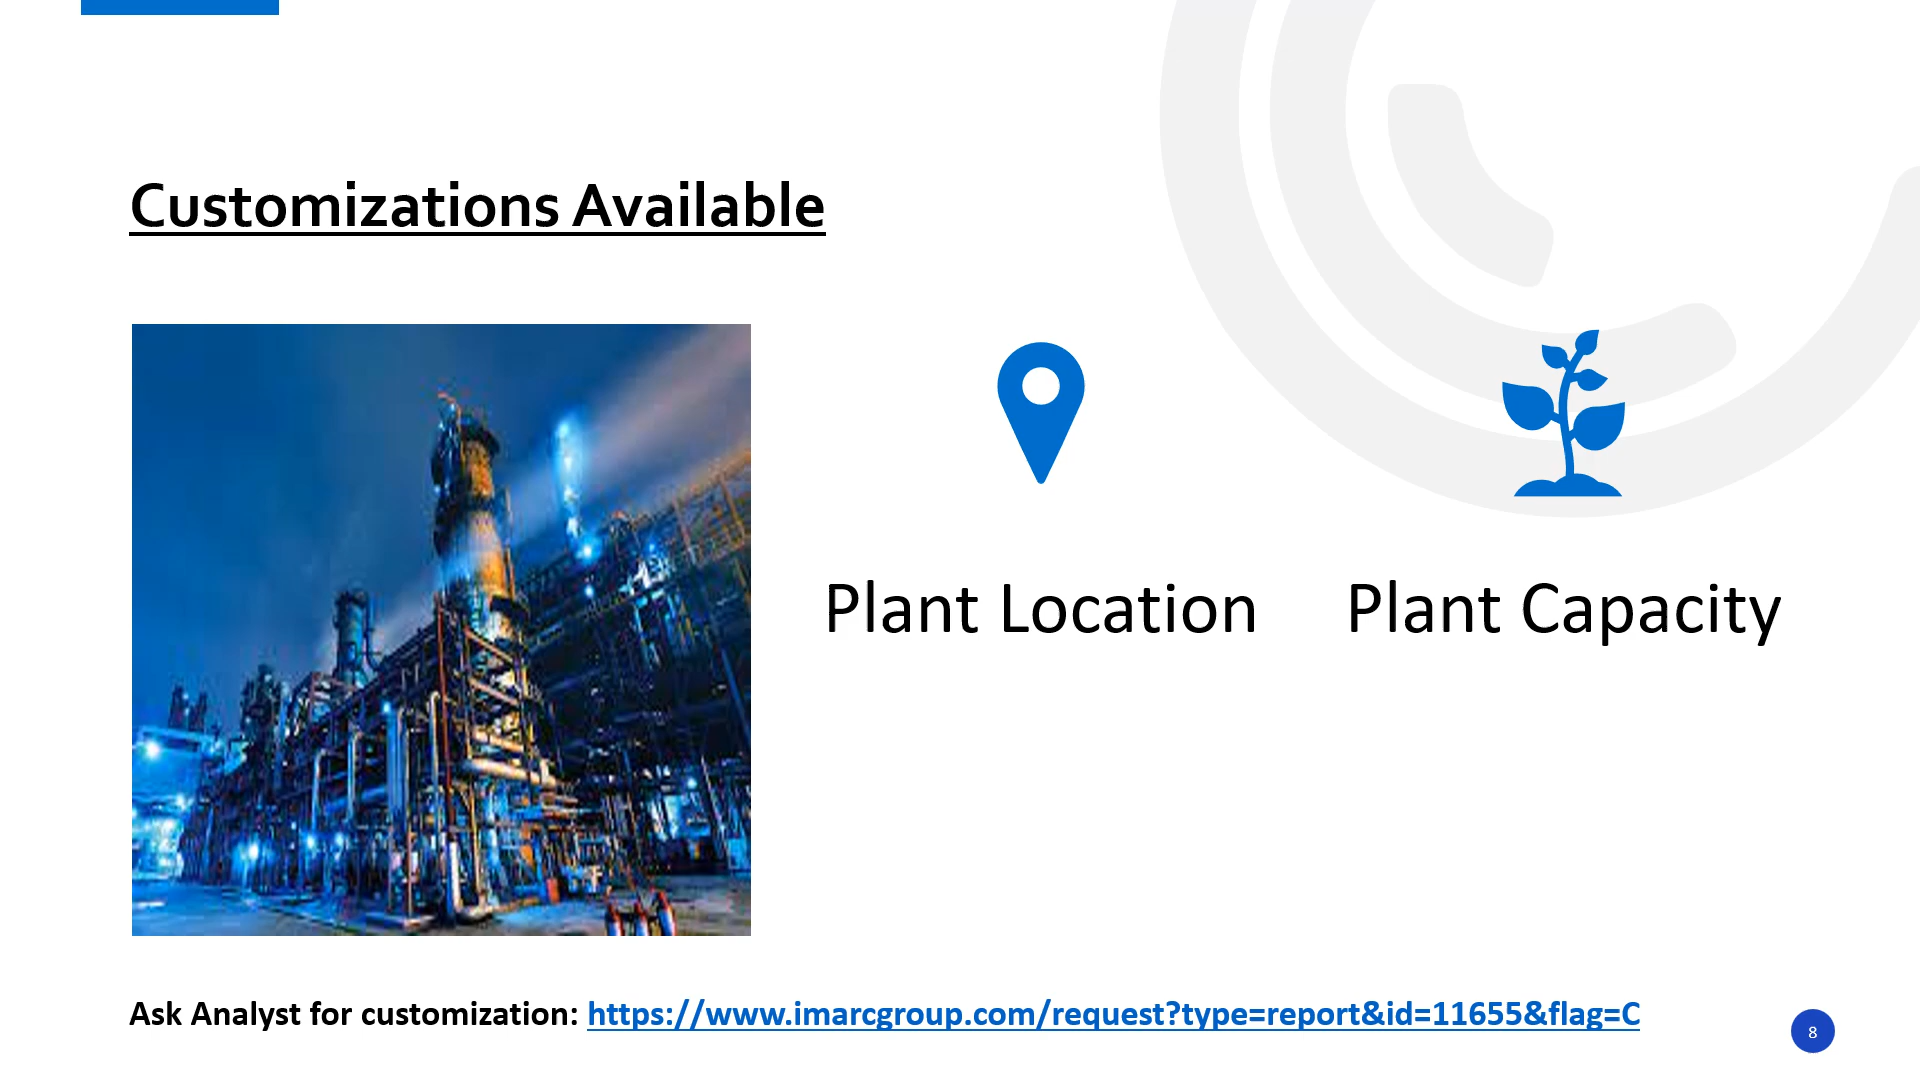 Customizations Available
Plant Location
Plant Capacity
Ask Analyst for customization: https://www.imarcgroup.com/request?type=report&id=11655&flag=C
8